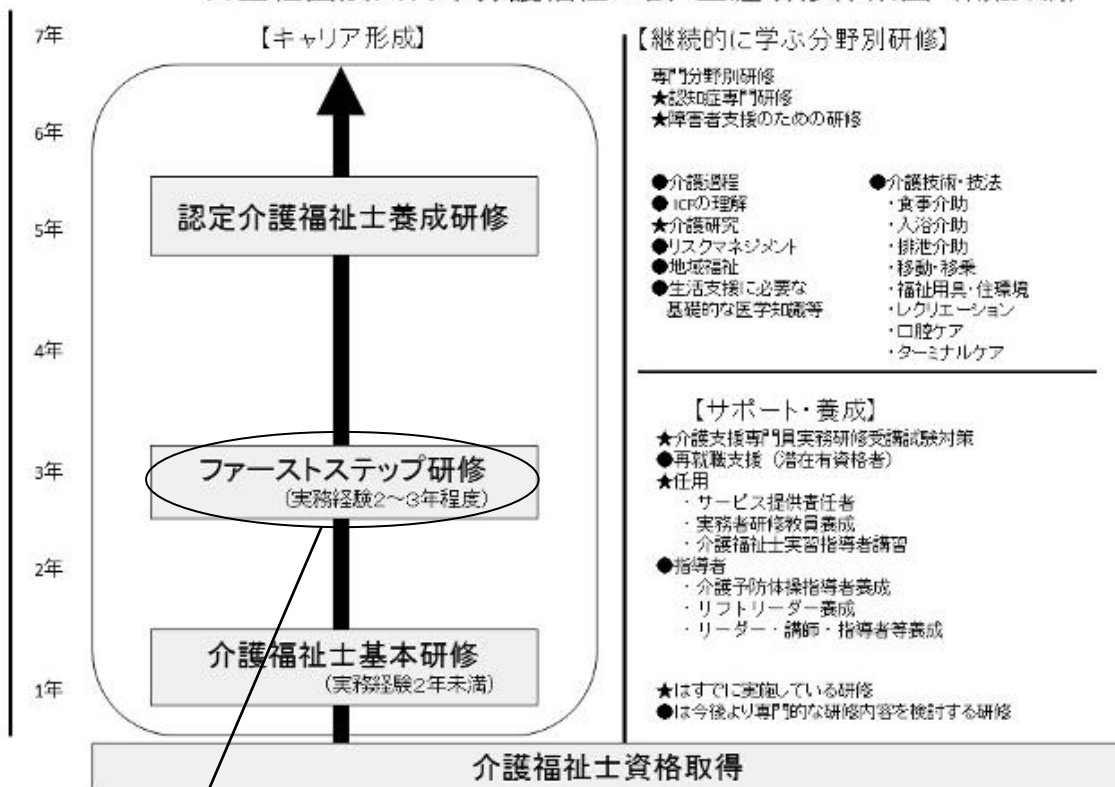 7年
6年
5年
4年
3年
2年
1年
【キャリア形成】
認定介護福祉士養成研修
ファーストステップ研修
(実務経験2～3年程度)
介護福祉士基本研修
(実務経験2年未満)
介護福祉士資格取得
【継続的に学ぶ分野別研修】
専門分野別研修
★認知症専門研修
★障害者支援のための研修
●介護過程
●ICFの理解
★介護研究
●リスクマネジメント
●地域福祉
●生活支援に必要な
基礎的な医学知識等
●介護技術・技法
・食事介助
・入浴介助
・排泄介助
・移動・移乗
・福祉用具・住環境
・レクリエーション
・口腔ケア
・ターミナルケア
【サポート・養成】
★介護支援専門員実務研修受講試験対策
●再就職支援（潜在有資格者）
★任用
・サービス提供責任者
・実務者研修教員養成
・介護福祉士実習指導者講習
●指導者
・介護予防体操指導者養成
・リフトリーダー養成
・リーダー・講師・指導者等養成
★はすでに実施している研修
●は今後より専門的な研修内容を検討する研修